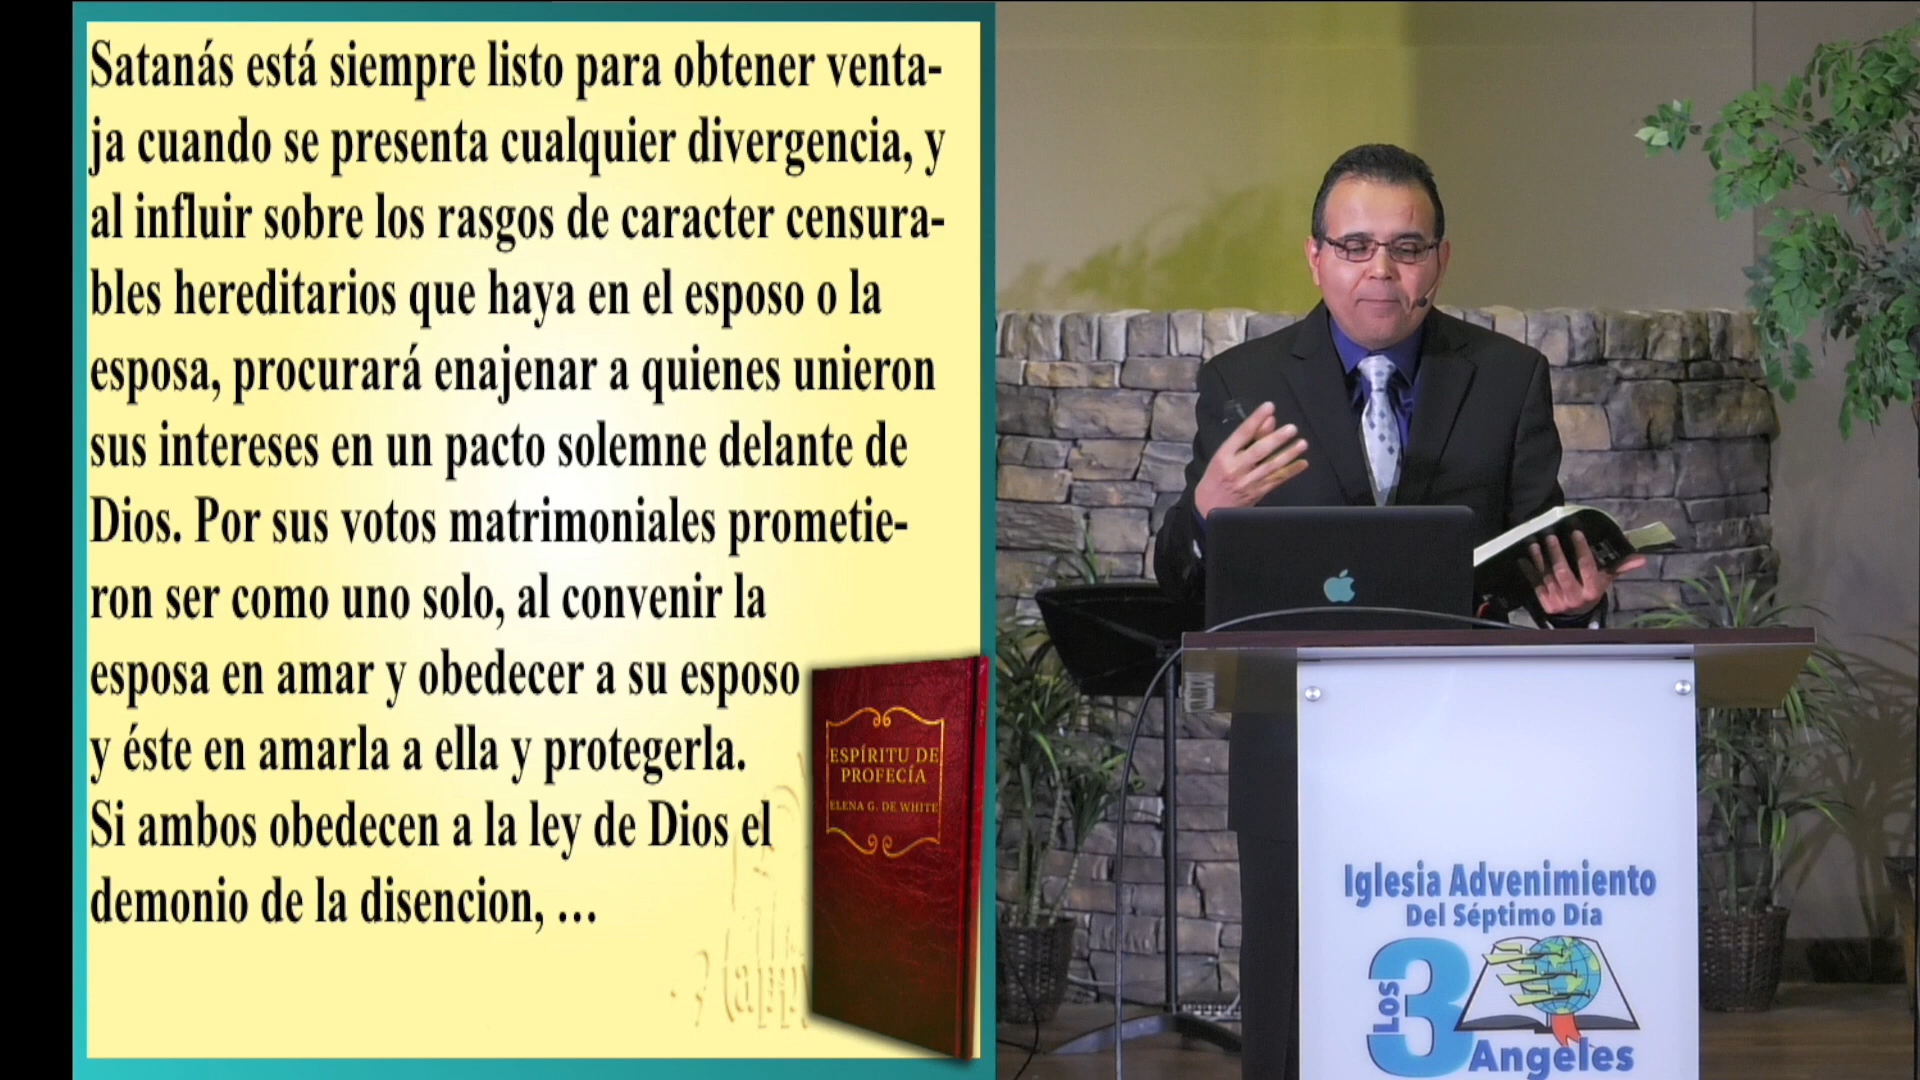 Satanás está siempre listo para obtener venta-
ja cuando se presenta cualquier divergencia, y
al influir sobre los rasgos de caracter censura-
bles hereditarios que haya en el esposo o la
esposa, procurará enajenar a quienes unieron
sus intereses en un pacto solemne delante de
Dios. Por sus votos matrimoniales prometie-
ron ser como uno solo, al convenir la
esposa en amar y obedecer a su esposo
y éste en amarla a ella y protegerla.
Si ambos obedecen a la ley de Dios el
demonio de la disencion, ...
ESPÍRITU DE
PROFECÍA
ELENA G. DE WHITE
Iglesia Advenimiento
Del Séptimo Día
Los
3
Angeles